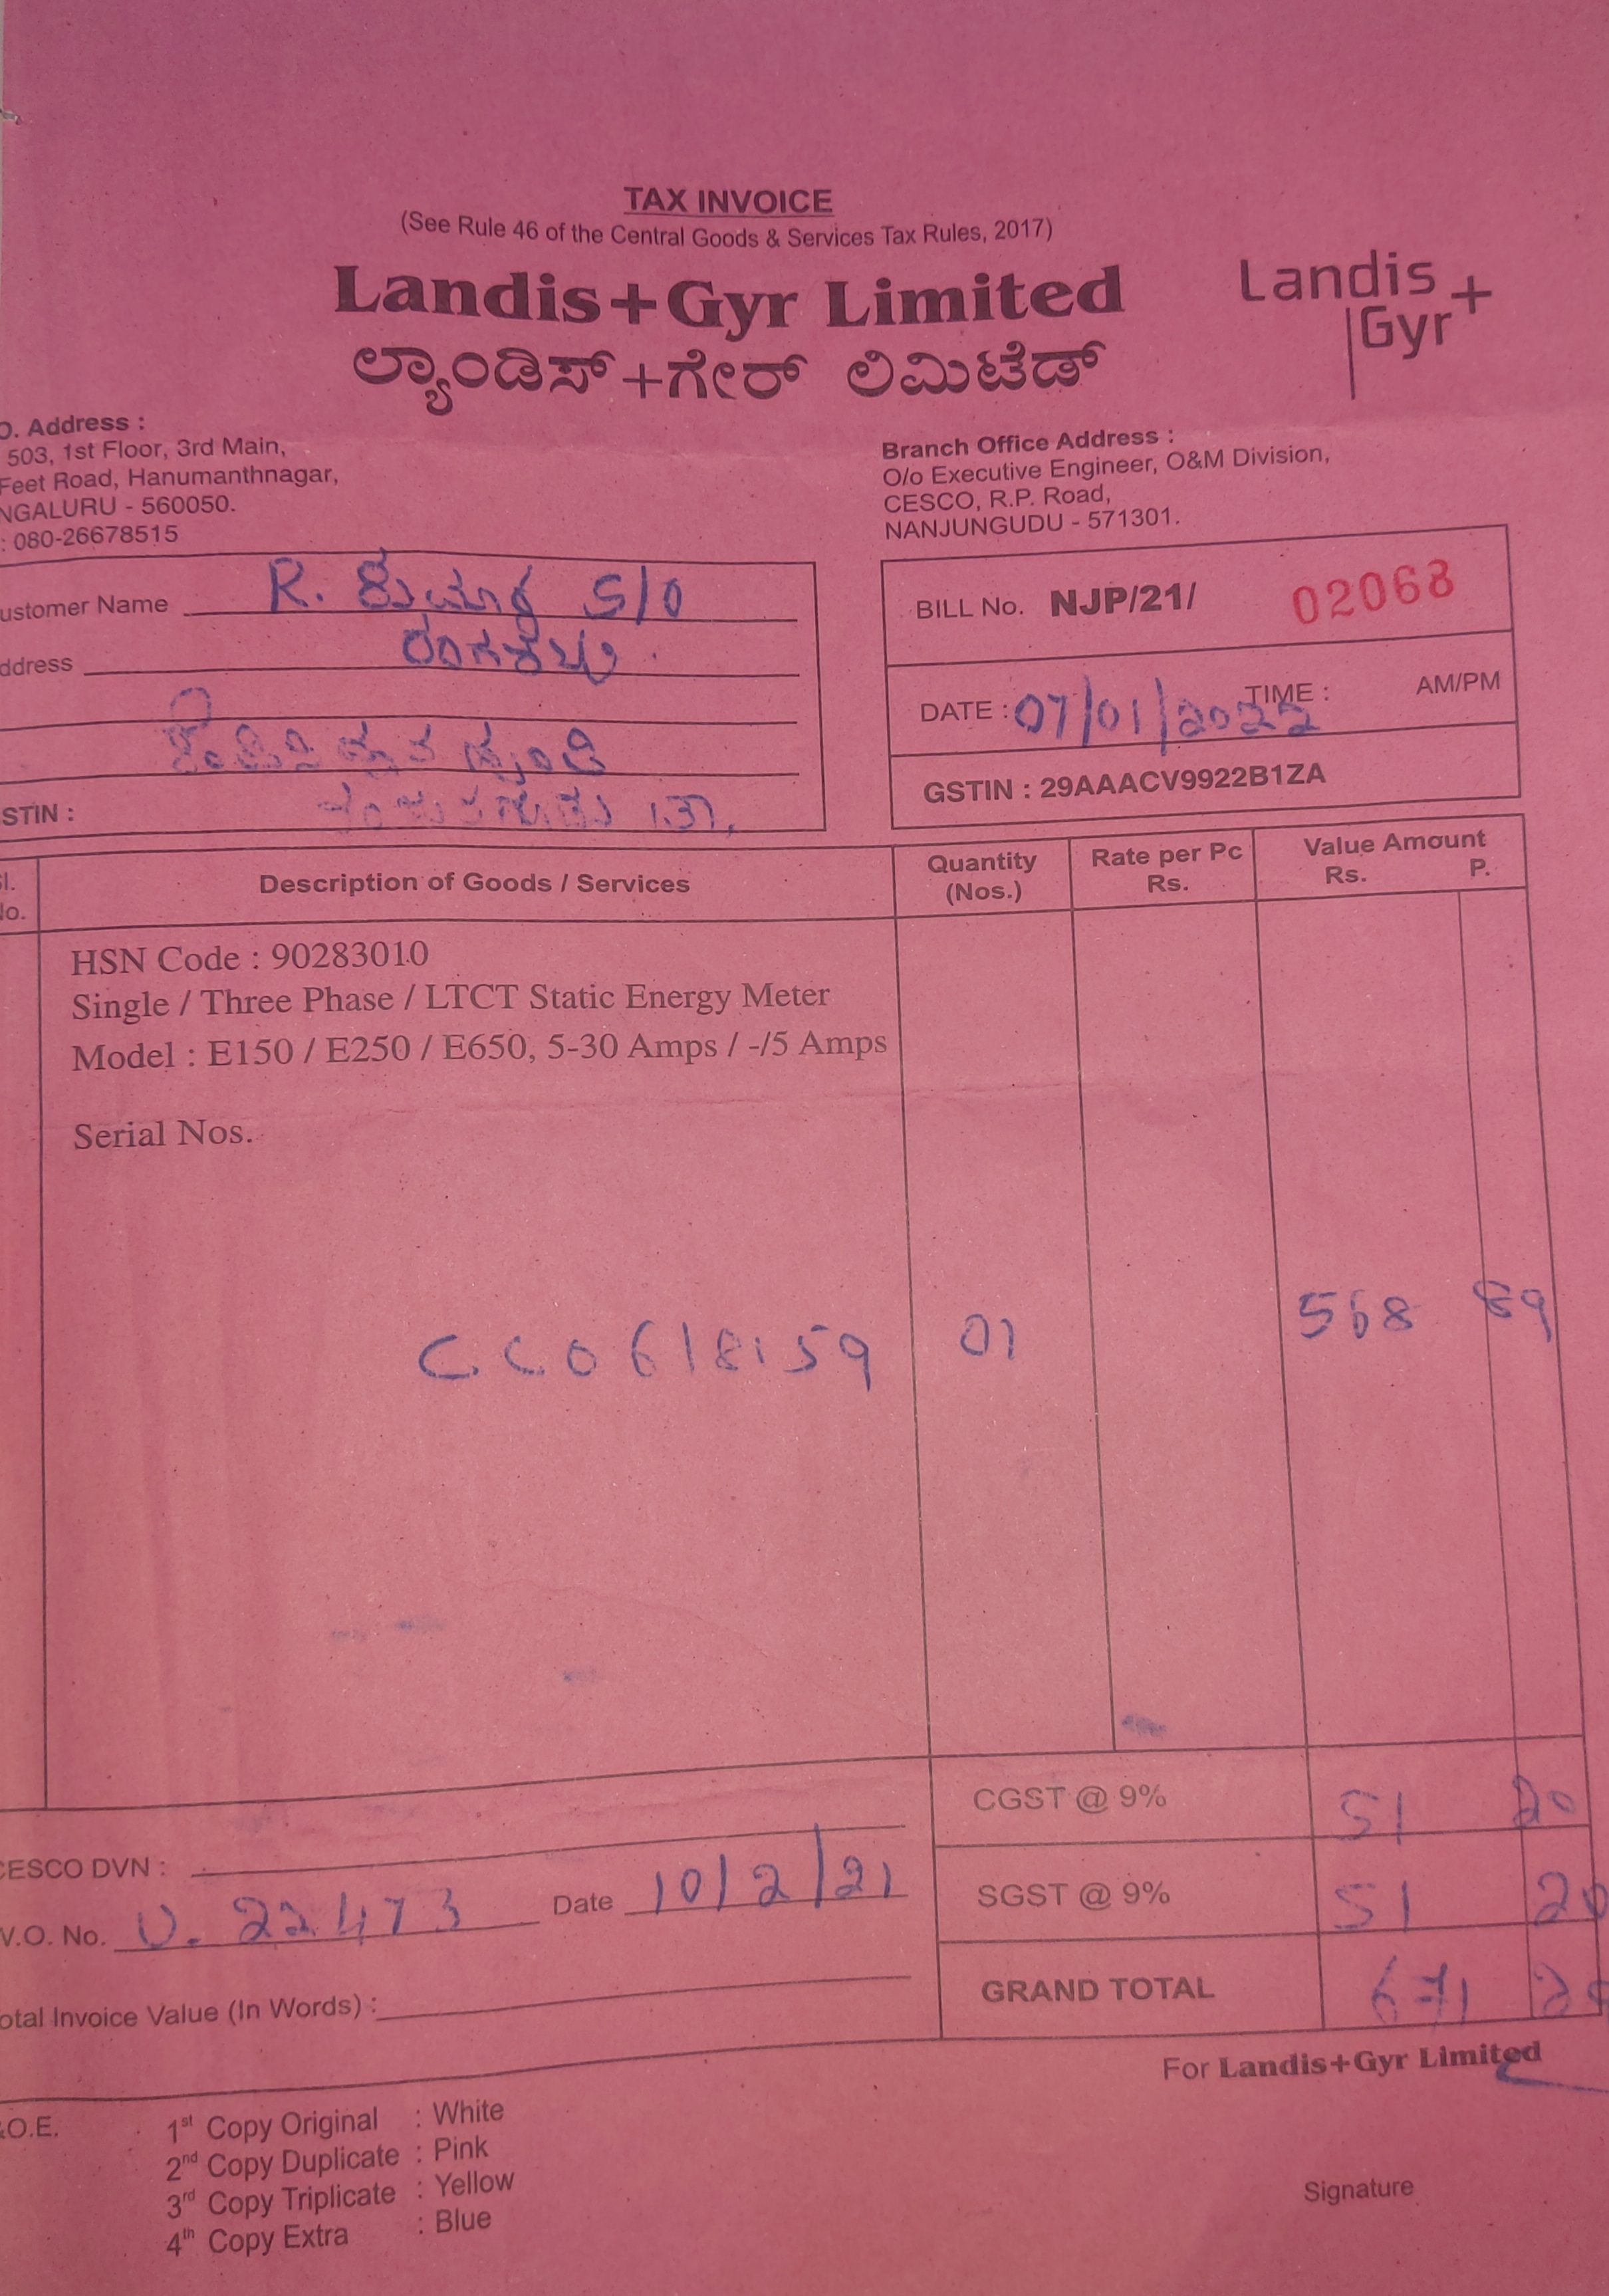 TAX INVOICE
(See Rule 46 of the Central Goods & Services Tax Rules, 2017)
Landis+Gyr Limited
ಲ್ಯಾಂಡಿಸ್+ಗೇರ್ ಲಿಮಿಟೆಡ್
Landis+
Gyr
O. Address :
503, 1st Floor, 3rd Main,
Feet Road, Hanumanthnagar,
NGALURU - 560050.
: 080-26678515
Branch Office Address :
O/o Executive Engineer, O&M Division,
CESCO, R.P. Road,
NANJUNGUDU - 571301.
ustomer Name R. ಕುಮಾರ S/O
ddress
STIN : 137,
BILL No. NJP/21/ 02068
DATE : 07/01/2022 TIME : AM/PM
GSTIN : 29AAACV9922B1ZA
Sl. No. Description of Goods / Services Quantity (Nos.) Rate per Pc Rs. Value Amount Rs. P.
HSN Code : 90283010
Single / Three Phase / LTCT Static Energy Meter
Model : E150 / E250 / E650, 5-30 Amps / -/5 Amps
Serial Nos.
CC0618159 01 568 89
CGST @ 9% 51 20
CESCO DVN :
SGST @ 9% 51 20
W.O. No. U. 22473 Date 10/2/21
GRAND TOTAL 671
otal Invoice Value (In Words) :
For Landis+Gyr Limited
&O.E.
1st Copy Original : White
2nd Copy Duplicate : Pink
3rd Copy Triplicate : Yellow
4th Copy Extra : Blue
Signature